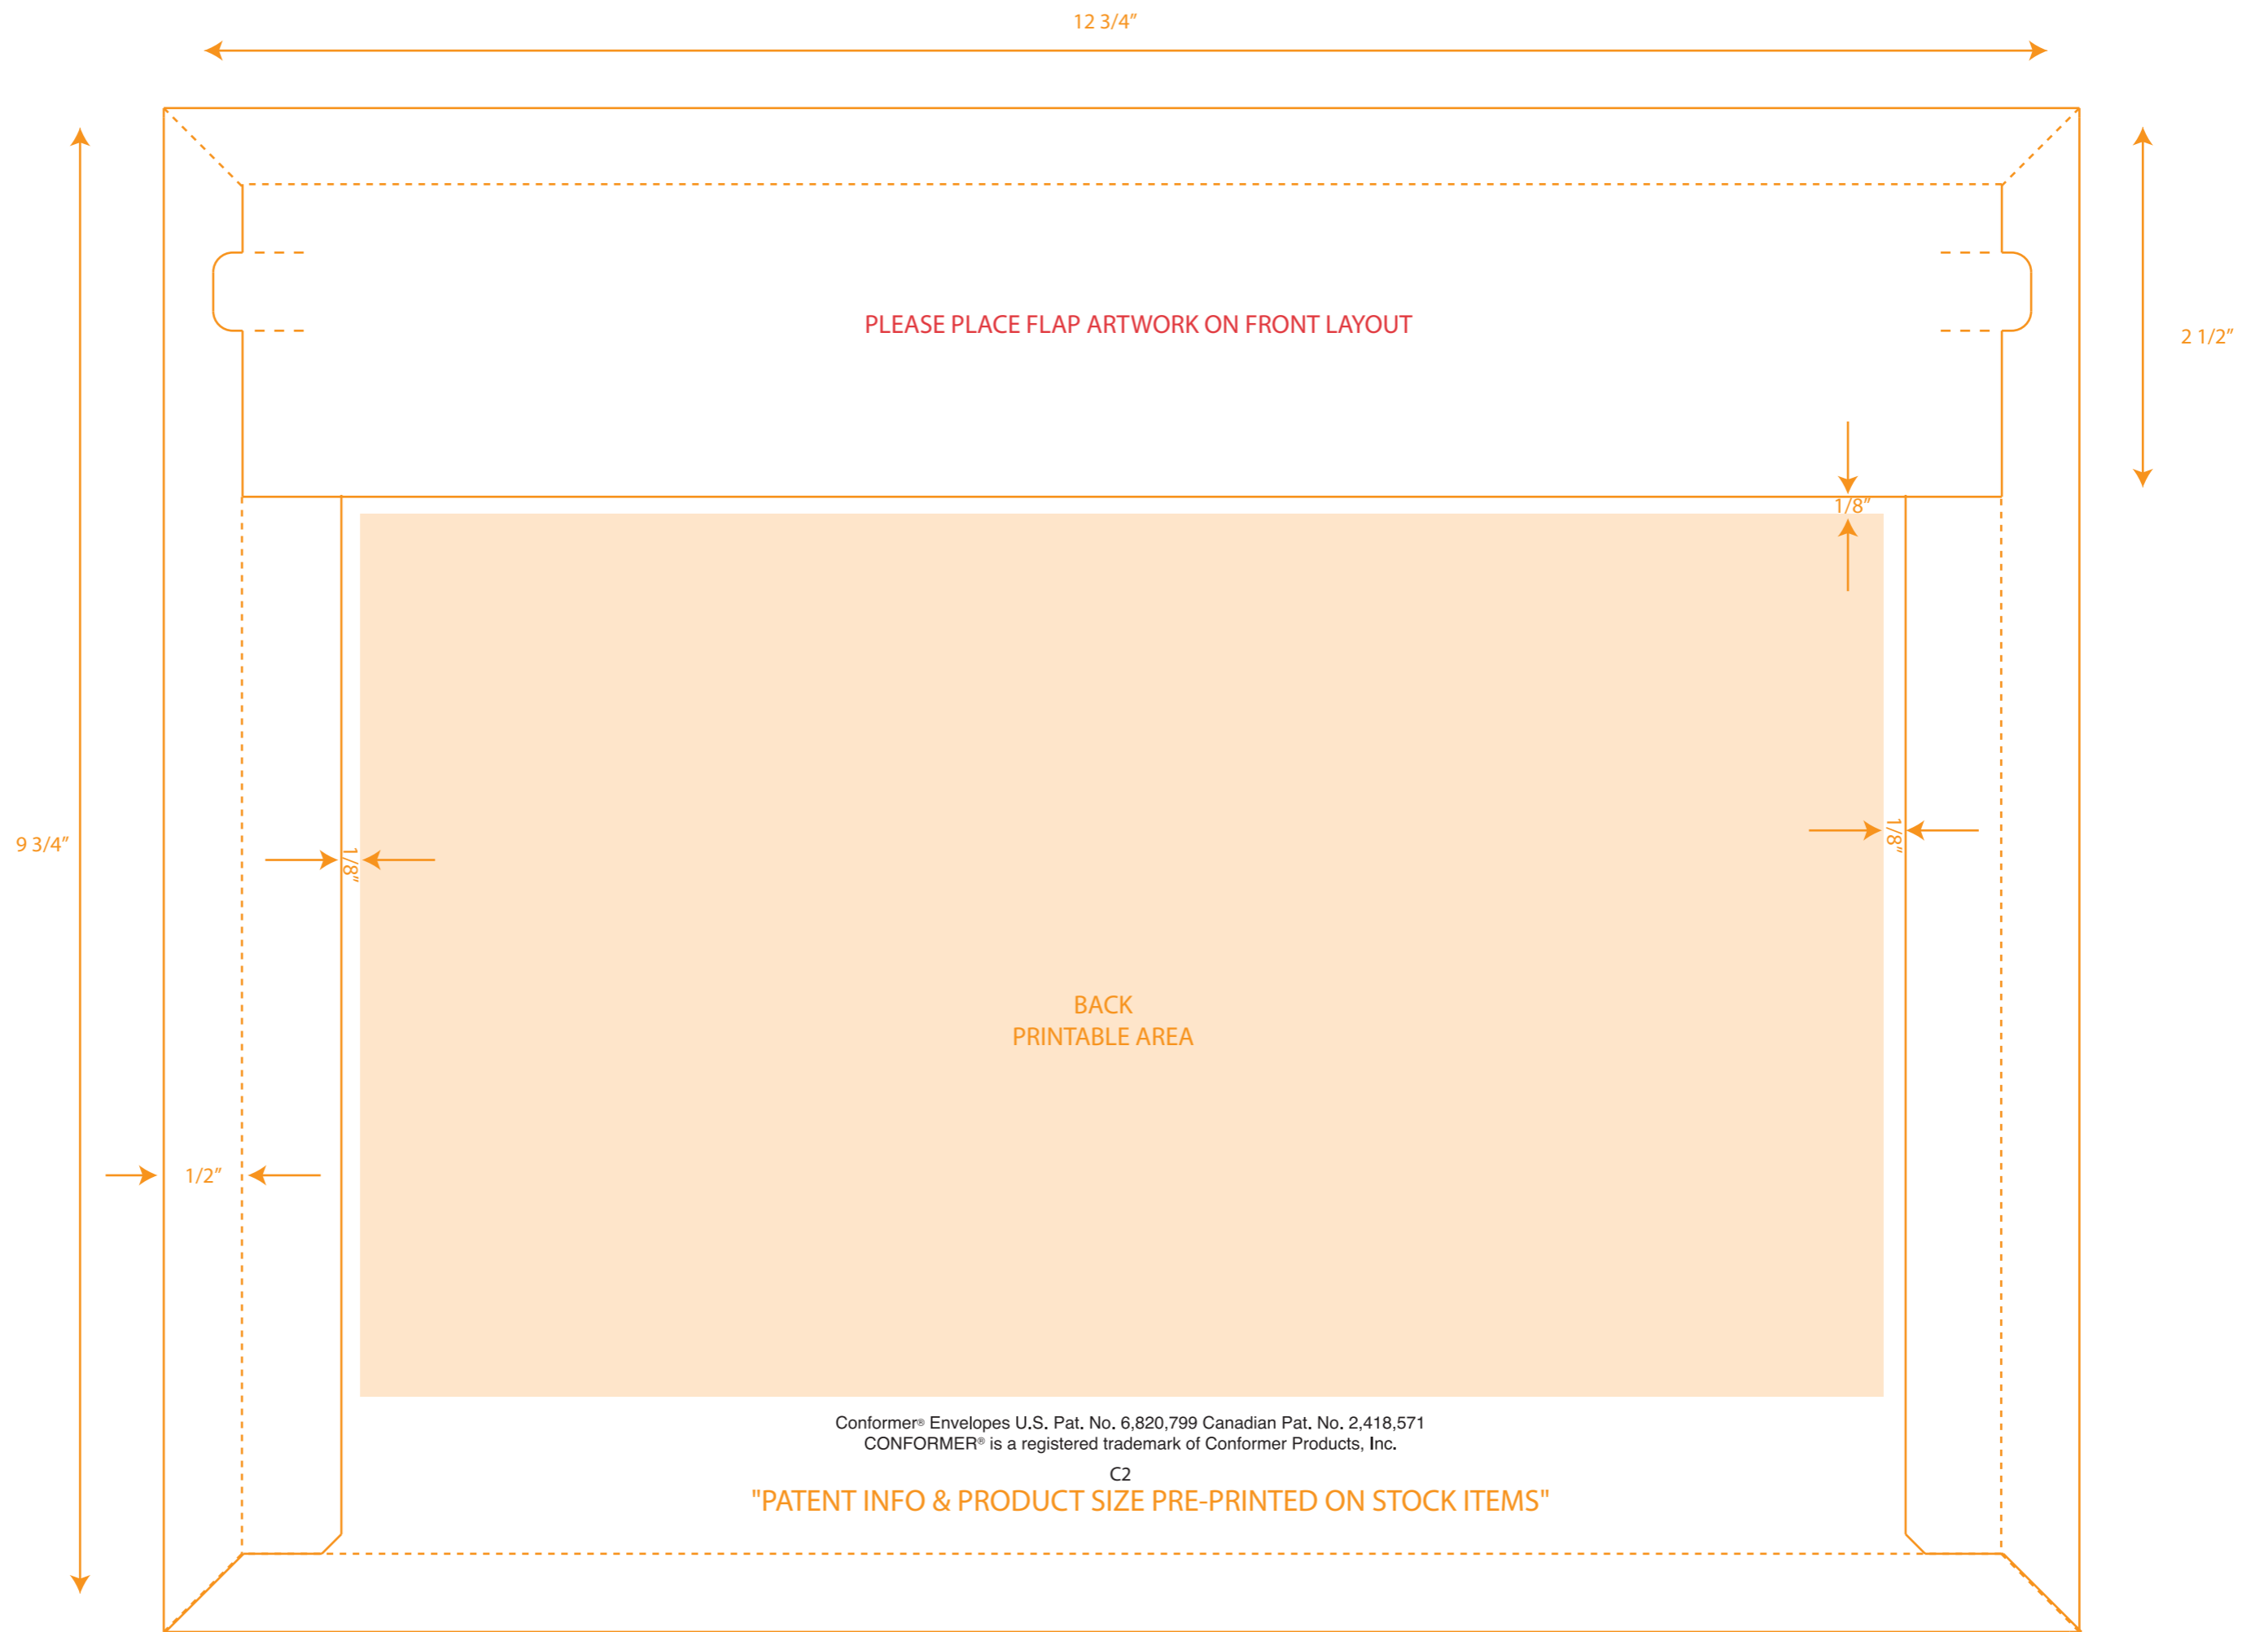 12 3/4"
PLEASE PLACE FLAP ARTWORK ON FRONT LAYOUT
2 1/2"
1/8"
9 3/4"
1/8"
1/8"
BACK
PRINTABLE AREA
1/2"
Conformer® Envelopes U.S. Pat. No. 6,820,799 Canadian Pat. No. 2,418,571
CONFORMER® is a registered trademark of Conformer Products, Inc.
C2
"PATENT INFO & PRODUCT SIZE PRE-PRINTED ON STOCK ITEMS"